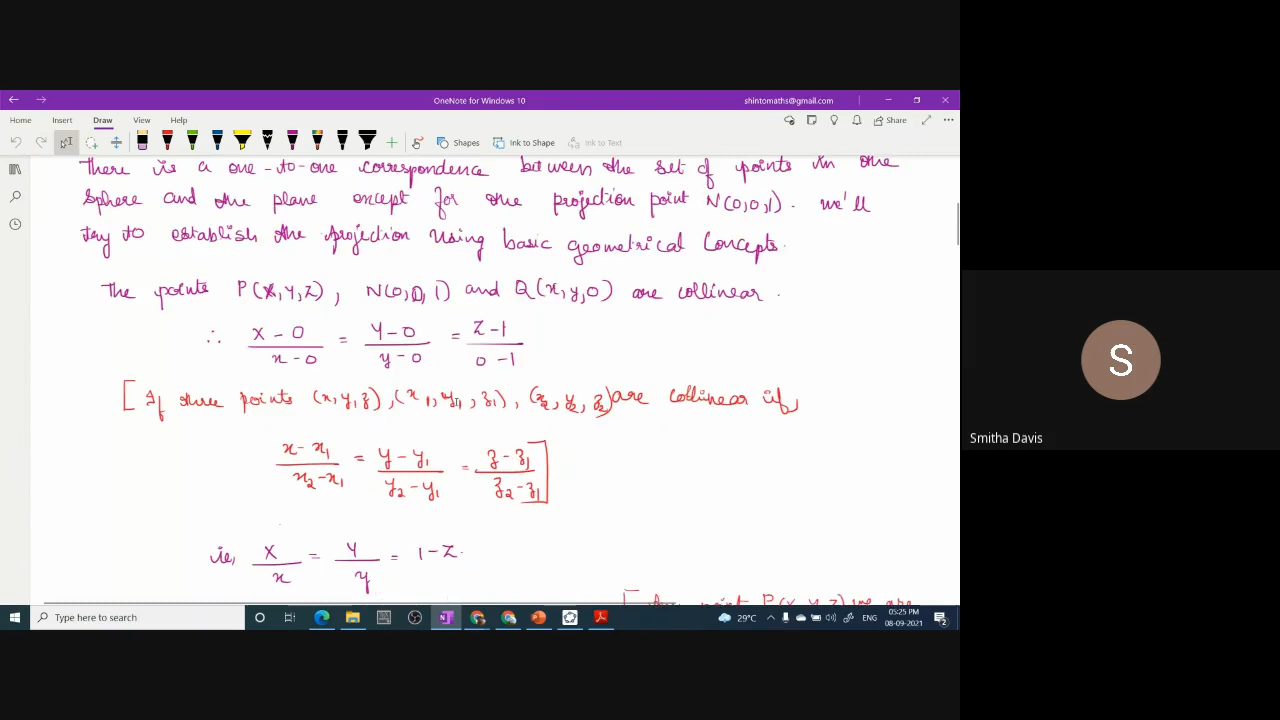 OneNote for Windows 10
shintomaths@gmail.com
Home Insert Draw View Help
Share
Shapes Ink to Shape Ink to Text
There is a one-to-one correspondence between the set of points in the
sphere and the plane except for the projection point N(0,0,1). we'll
try to establish the projection using basic geometrical concepts.
The points P(X,Y,Z), N(0,0,1) and Q(x,y,0) are collinear.
∴ X-0/x-0 = Y-0/y-0 = Z-1/0-1
[If three points (x,y,z), (x₁,y₁,z₁), (x₂,y₂,z₂) are collinear if,
x-x₁/x₂-x₁ = y-y₁/y₂-y₁ = z-z₁/z₂-z₁]
ie, X/x = Y/y = 1-Z.
[ P(X,Y,Z) we are
S
Smitha Davis
Type here to search
29°C
ENG
05:25 PM
08-09-2021
2